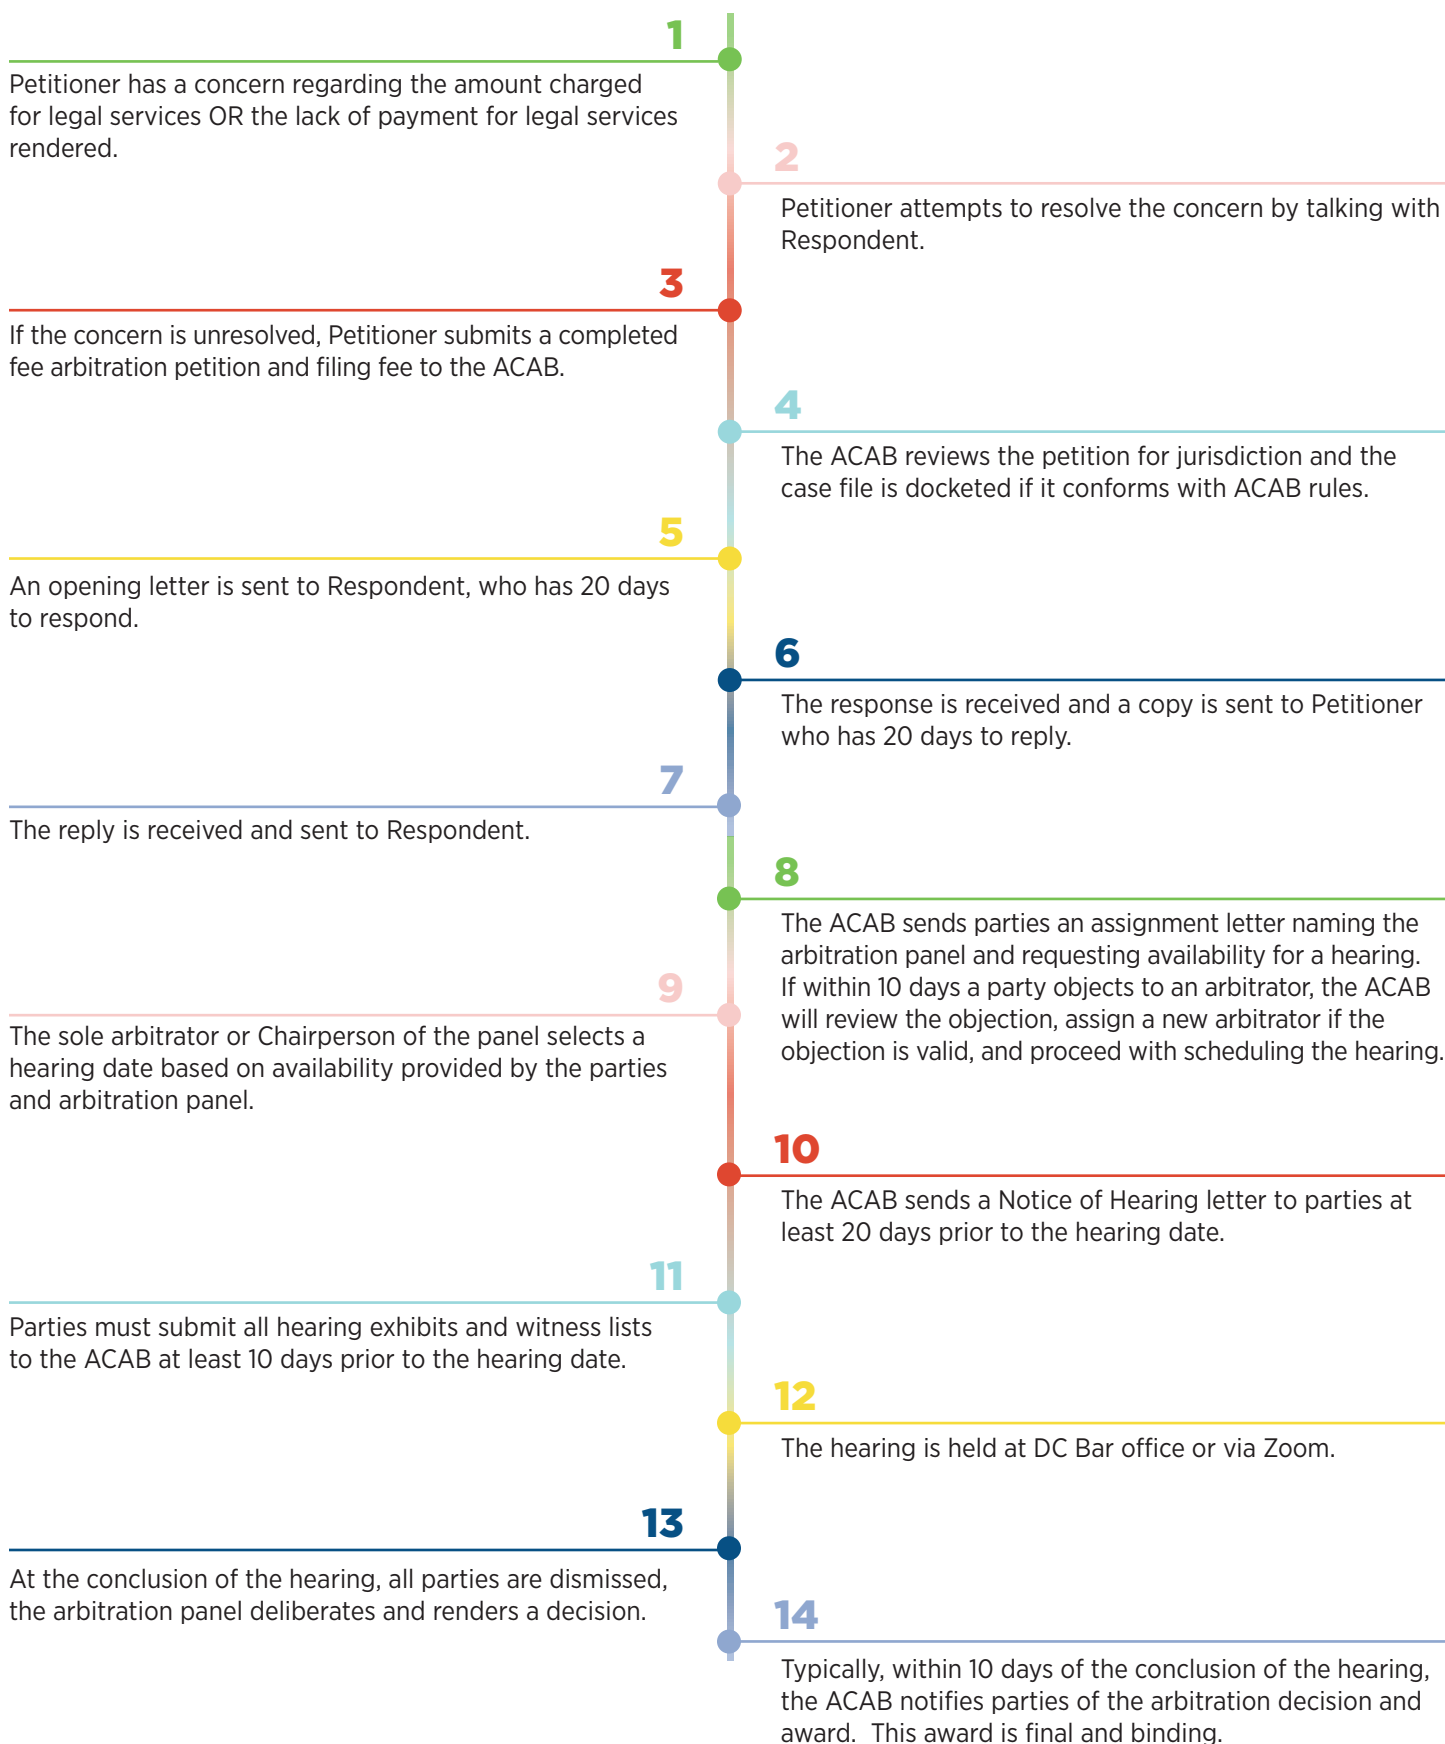 1
Petitioner has a concern regarding the amount charged
for legal services OR the lack of payment for legal services
rendered.
2
Petitioner attempts to resolve the concern by talking with
Respondent.
3
If the concern is unresolved, Petitioner submits a completed
fee arbitration petition and filing fee to the ACAB.
4
The ACAB reviews the petition for jurisdiction and the
case file is docketed if it conforms with ACAB rules.
5
An opening letter is sent to Respondent, who has 20 days
to respond.
6
The response is received and a copy is sent to Petitioner
who has 20 days to reply.
7
The reply is received and sent to Respondent.
8
The ACAB sends parties an assignment letter naming the
arbitration panel and requesting availability for a hearing.
If within 10 days a party objects to an arbitrator, the ACAB
will review the objection, assign a new arbitrator if the
objection is valid, and proceed with scheduling the hearing.
9
The sole arbitrator or Chairperson of the panel selects a
hearing date based on availability provided by the parties
and arbitration panel.
10
The ACAB sends a Notice of Hearing letter to parties at
least 20 days prior to the hearing date.
11
Parties must submit all hearing exhibits and witness lists
to the ACAB at least 10 days prior to the hearing date.
12
The hearing is held at DC Bar office or via Zoom.
13
At the conclusion of the hearing, all parties are dismissed,
the arbitration panel deliberates and renders a decision.
14
Typically, within 10 days of the conclusion of the hearing,
the ACAB notifies parties of the arbitration decision and
award.  This award is final and binding.